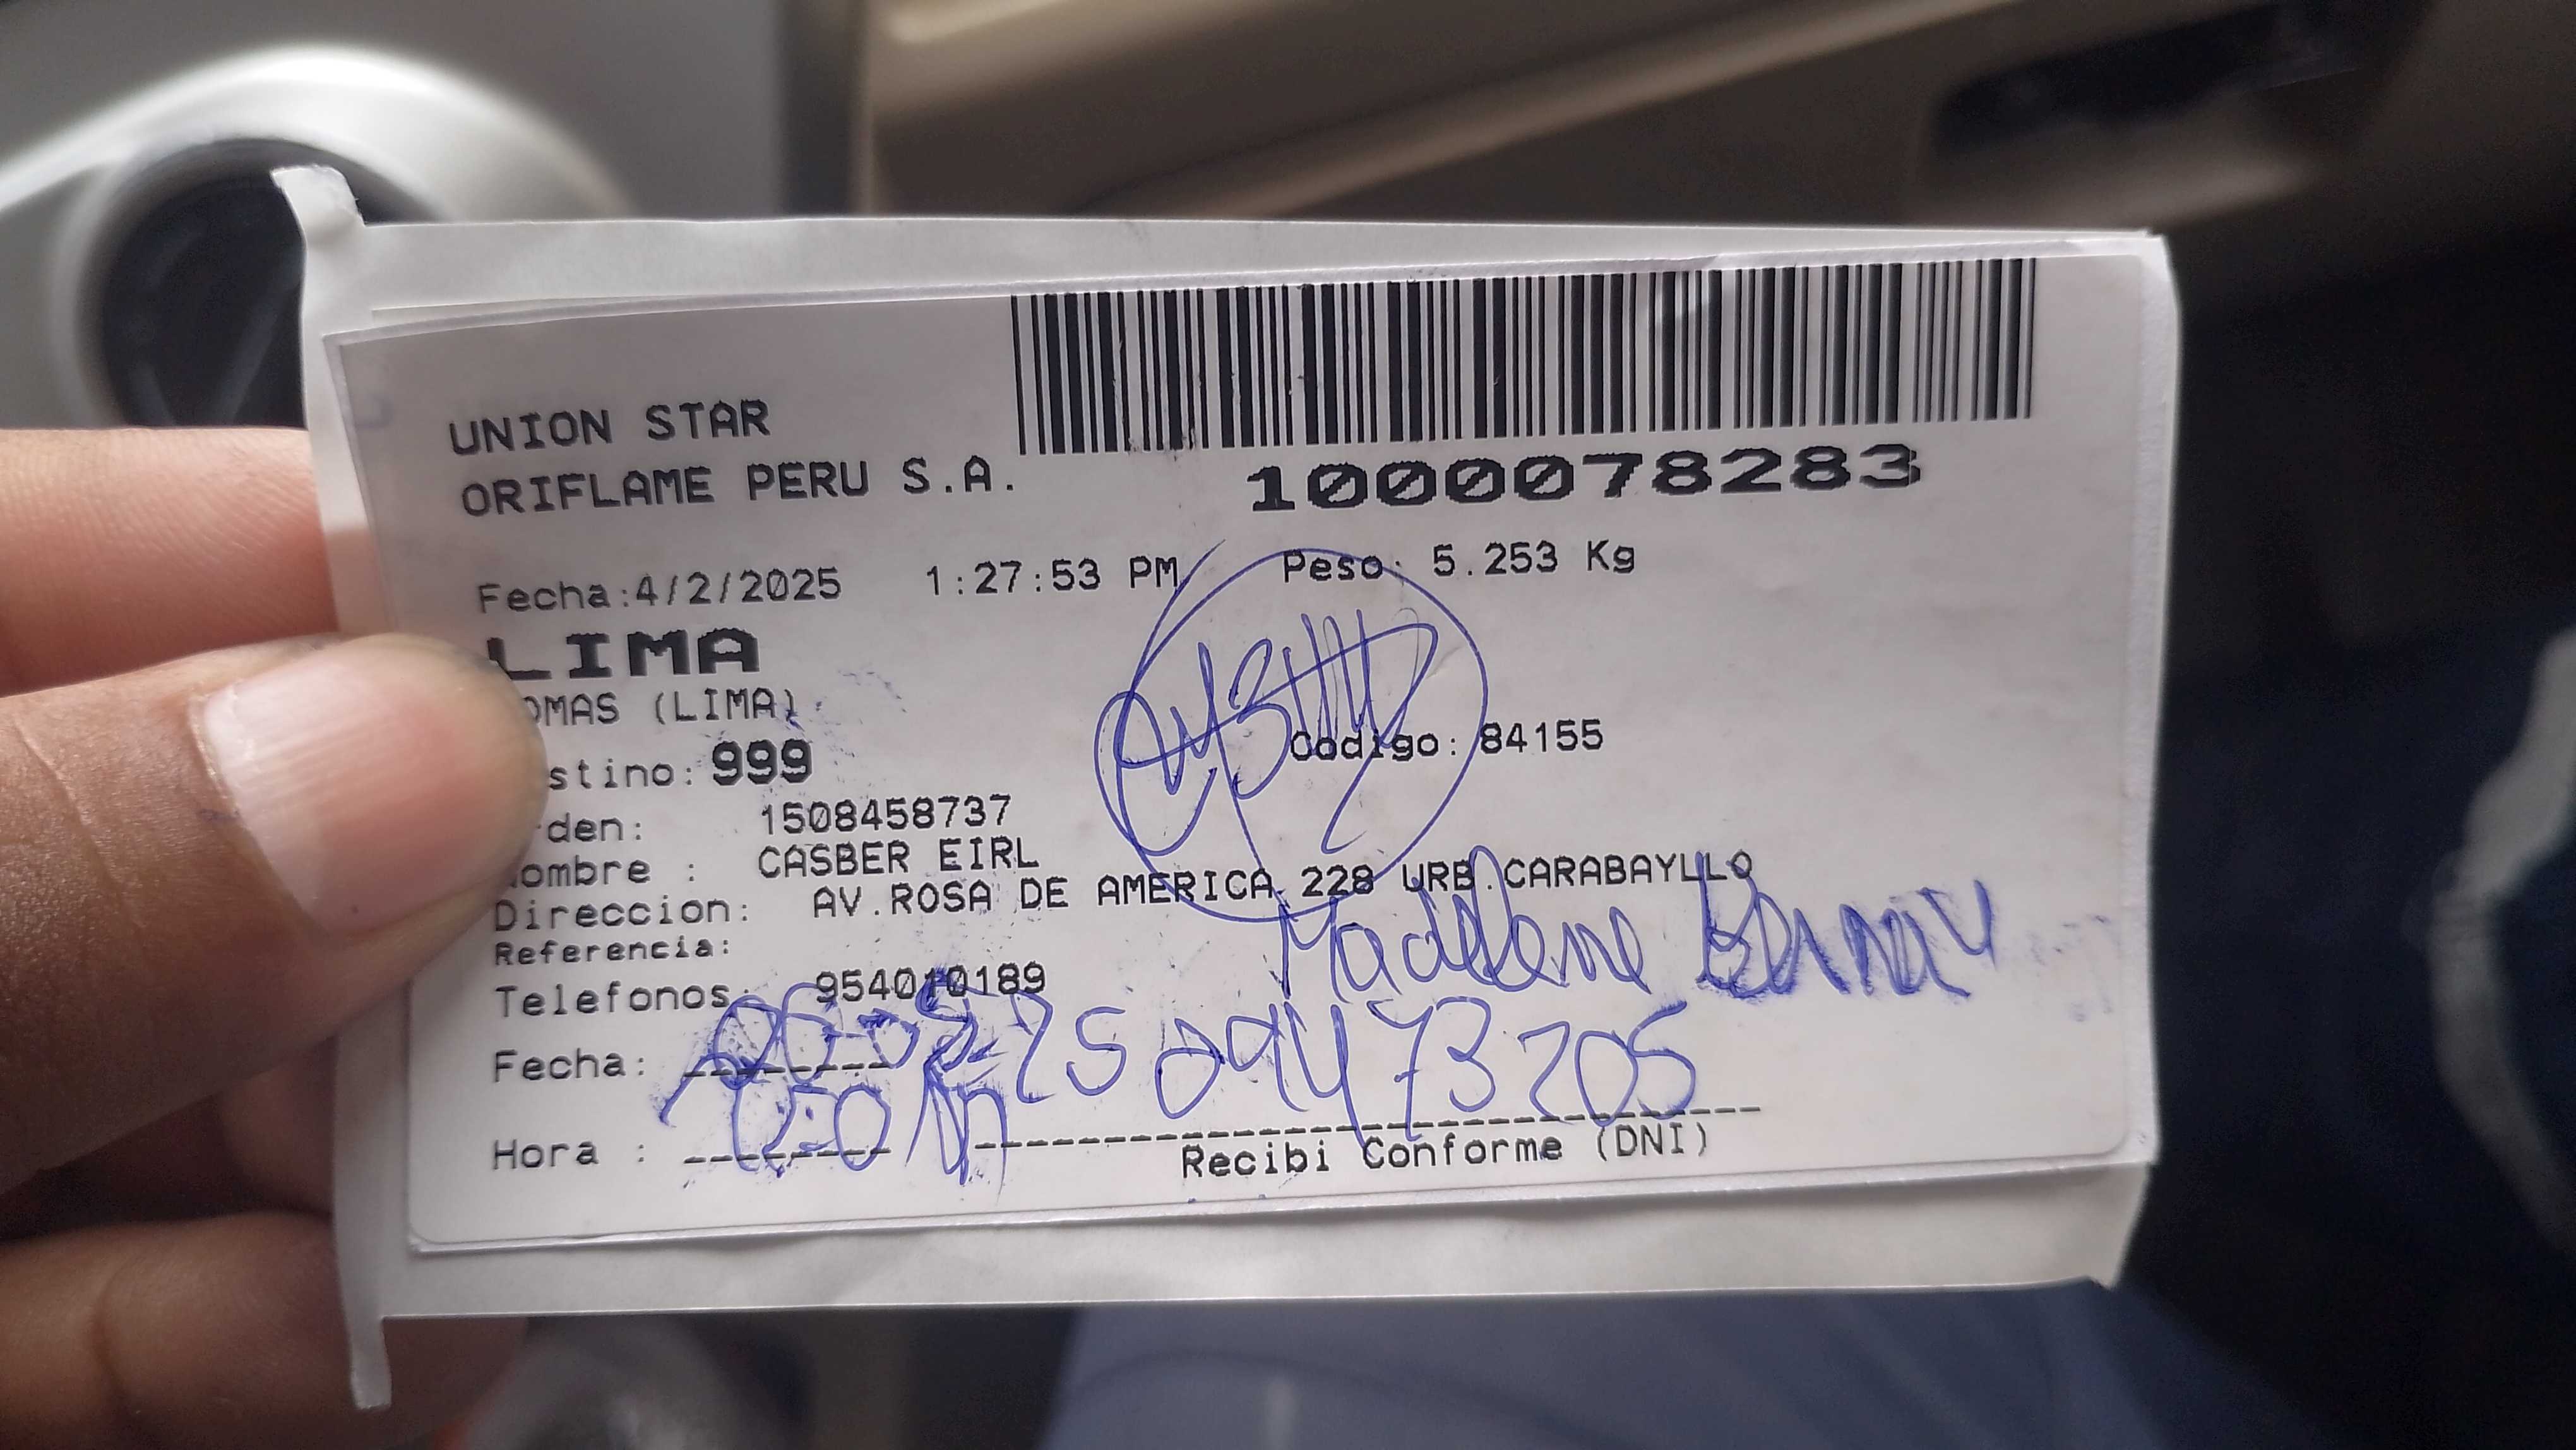 UNION STAR
ORIFLAME PERU S.A.
1000078283
Fecha:4/2/2025 1:27:53 PM Peso: 5.253 Kg
LIMA
(LIMA)
999 Codigo: 84155
1508458737
CASBER EIRL
Direccion: AV.ROSA DE AMERICA 228 URB.CARABAYLLO
Referencia:
Telefonos: 954010189
Madeleine
Fecha: 25 09473205
Hora :
Recibi Conforme (DNI)